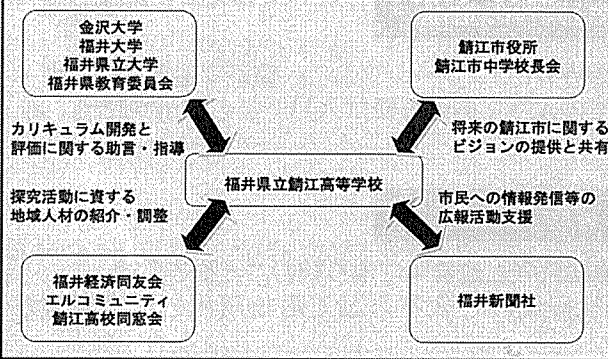 金沢大学
福井大学
福井県立大学
福井県教育委員会
鯖江市役所
鯖江市中学校長会
カリキュラム開発と
評価に関する助言・指導
将来の鯖江市に関する
ビジョンの提供と共有
福井県立鯖江高等学校
探究活動に資する
地域人材の紹介・調整
市民への情報発信等の
広報活動支援
福井経済同友会
エルコミュニティ
鯖江高校同窓会
福井新聞社